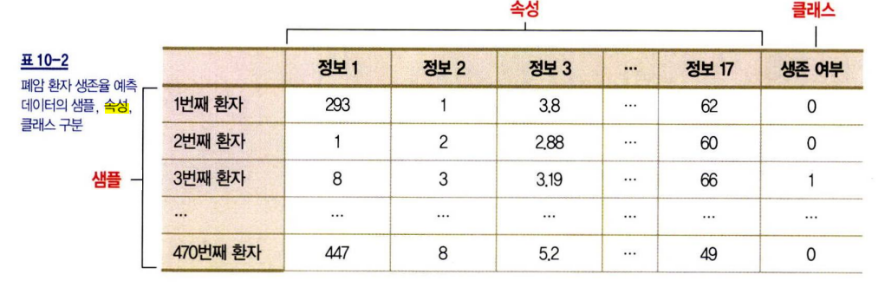 속성
클래스
표 10-2
폐암 환자 생존율 예측
데이터의 샘플, 속성,
클래스 구분
샘플
정보 1 정보 2 정보 3 … 정보 17 생존 여부
1번째 환자 293 1 3.8 … 62 0
2번째 환자 1 2 2.88 … 60 0
3번째 환자 8 3 3.19 … 66 1
… … … … … … …
470번째 환자 447 8 5.2 … 49 0